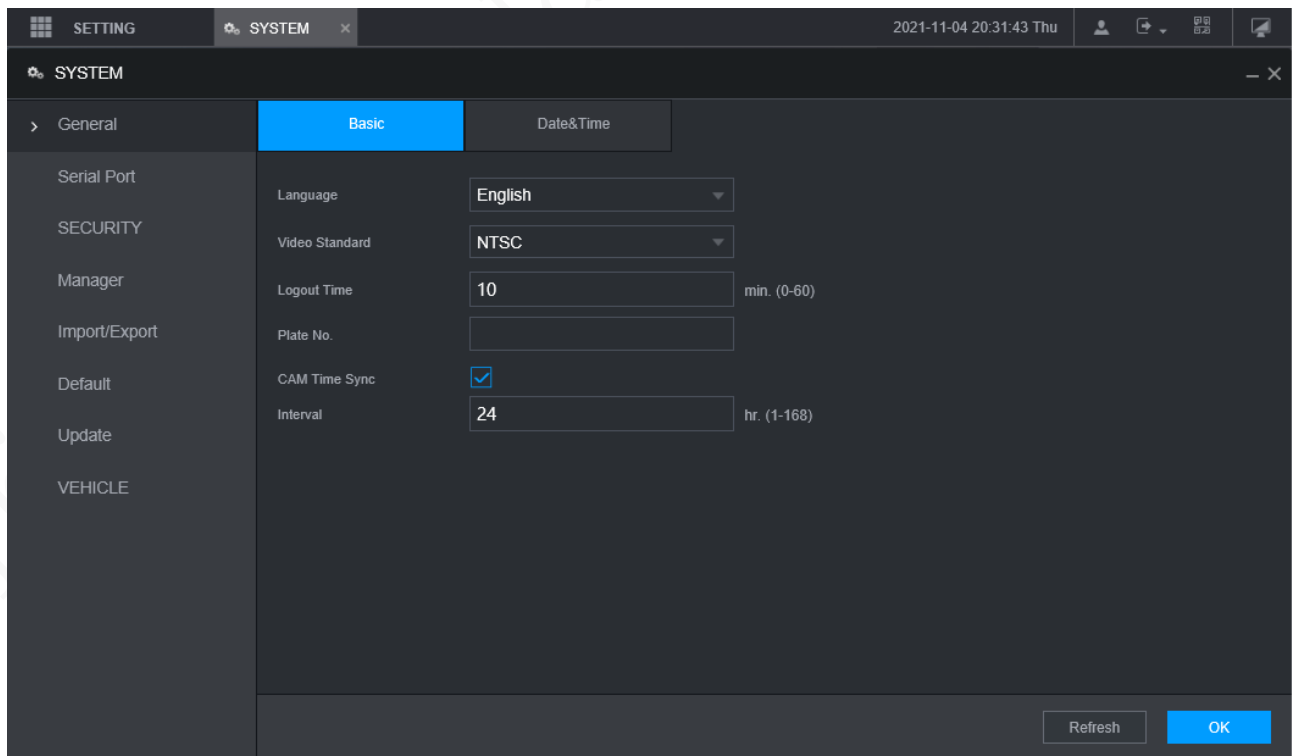 SETTING SYSTEM × 2021-11-04 20:31:43 Thu
SYSTEM
General
Serial Port
SECURITY
Manager
Import/Export
Default
Update
VEHICLE
Basic Date&Time
Language English
Video Standard NTSC
Logout Time 10 min. (0-60)
Plate No.
CAM Time Sync
Interval 24 hr. (1-168)
Refresh OK